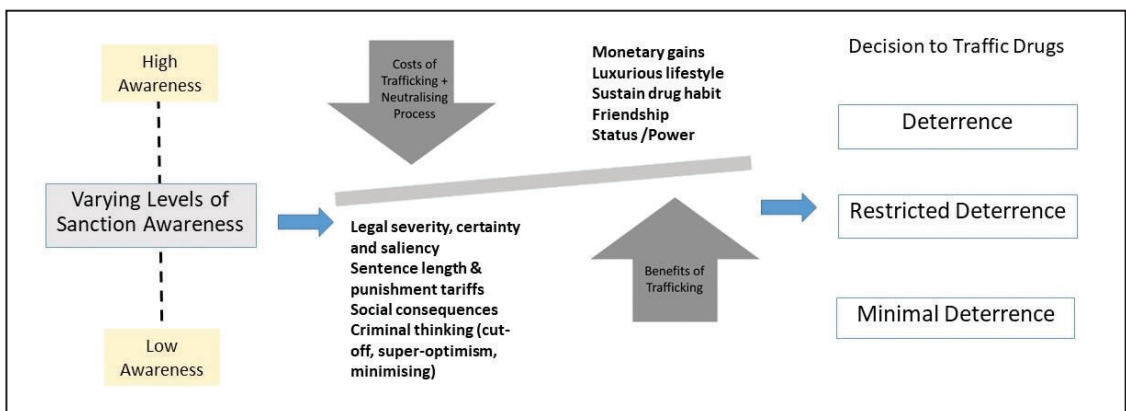 High
Awareness
Varying Levels of
Sanction Awareness
Low
Awareness
Costs of
Trafficking +
Neutralising
Process
Legal severity, certainty
and saliency
Sentence length &
punishment tariffs
Social consequences
Criminal thinking (cut-
off, super-optimism,
minimising)
Monetary gains
Luxurious lifestyle
Sustain drug habit
Friendship
Status /Power
Benefits of
Trafficking
Decision to Traffic Drugs
Deterrence
Restricted Deterrence
Minimal Deterrence